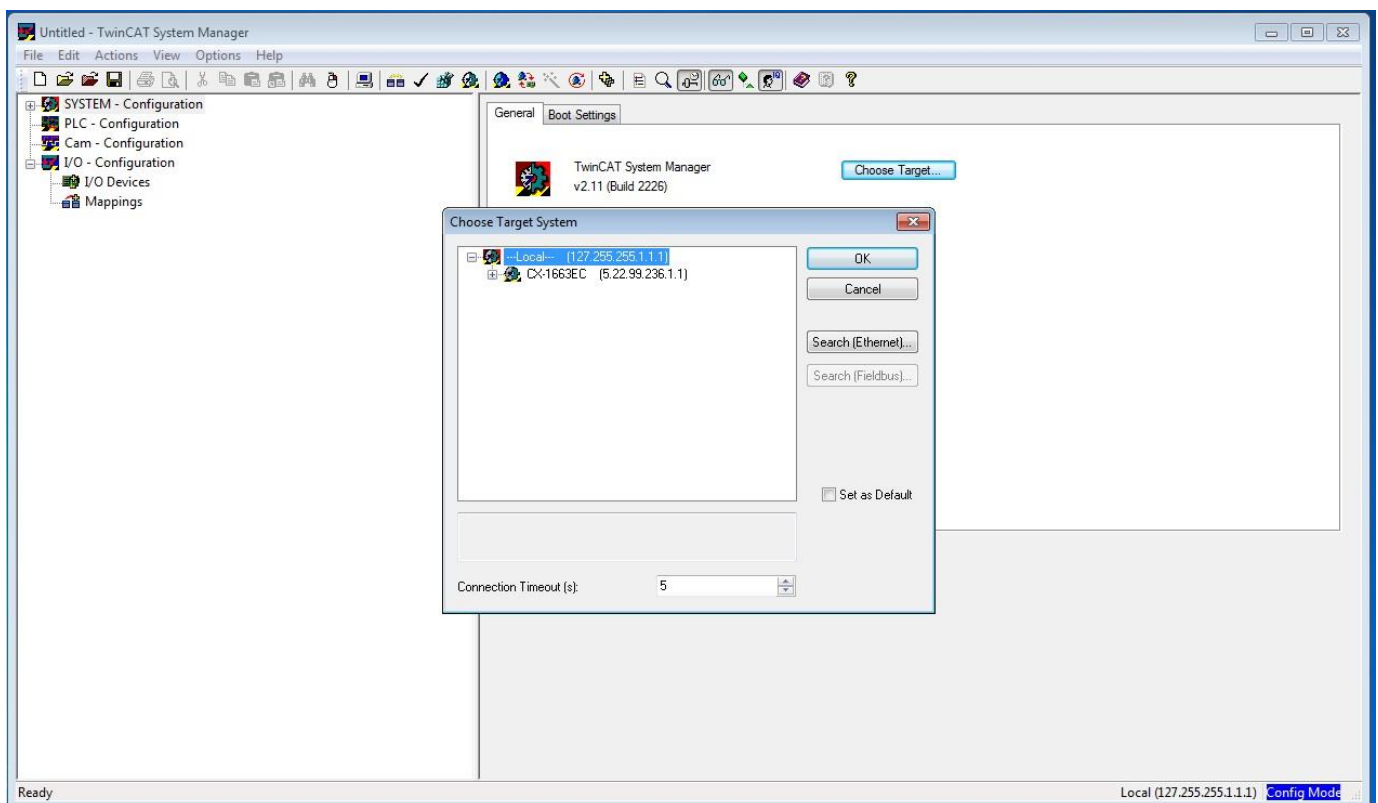 Untitled - TwinCAT System Manager
File Edit Actions View Options Help
SYSTEM - Configuration
PLC - Configuration
Cam - Configuration
I/O - Configuration
I/O Devices
Mappings
General Boot Settings
TwinCAT System Manager
v2.11 (Build 2226)
Choose Target...
Choose Target System
---Local--- (127.255.255.1.1.1)
CX-1663EC (5.22.99.236.1.1)
OK
Cancel
Search (Ethernet)...
Search (Fieldbus)...
Set as Default
Connection Timeout (s): 5
Ready Local (127.255.255.1.1.1) Config Mode